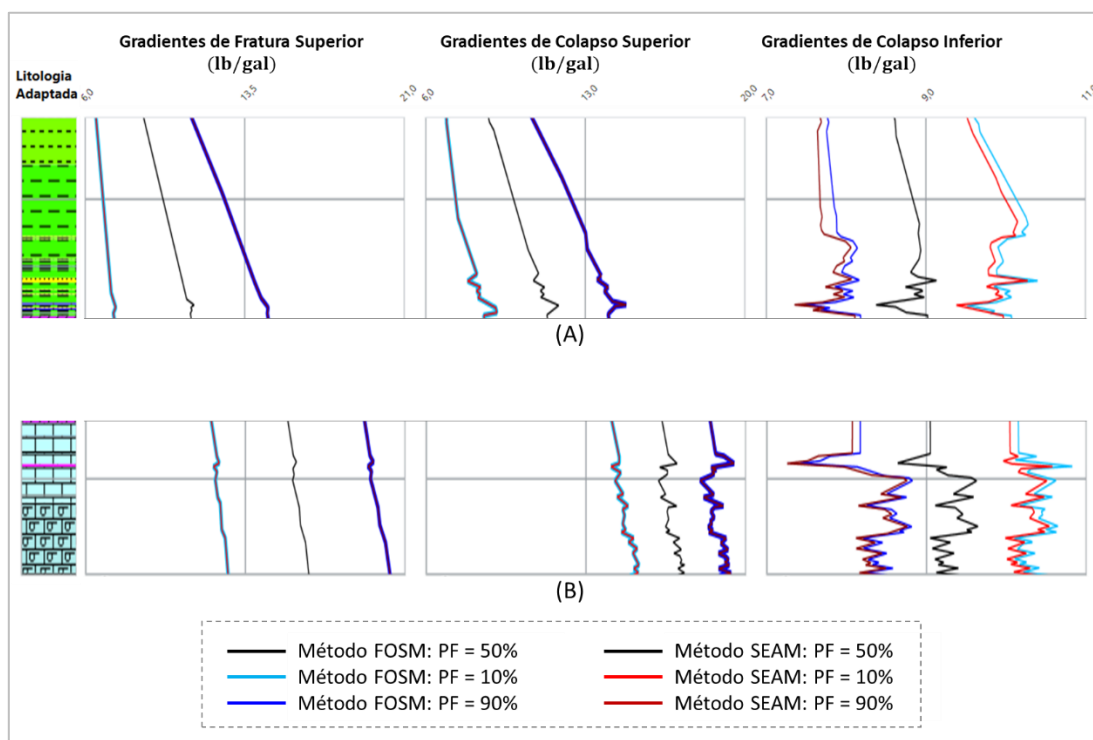 Gradientes de Fratura Superior
(lb/gal)
Gradientes de Colapso Superior
(lb/gal)
Gradientes de Colapso Inferior
(lb/gal)
Litologia
Adaptada
6,0 13,5 21,0
6,0 13,0 20,0
7,0 9,0 11,0
(A)
(B)
Método FOSM: PF = 50%
Método FOSM: PF = 10%
Método FOSM: PF = 90%
Método SEAM: PF = 50%
Método SEAM: PF = 10%
Método SEAM: PF = 90%